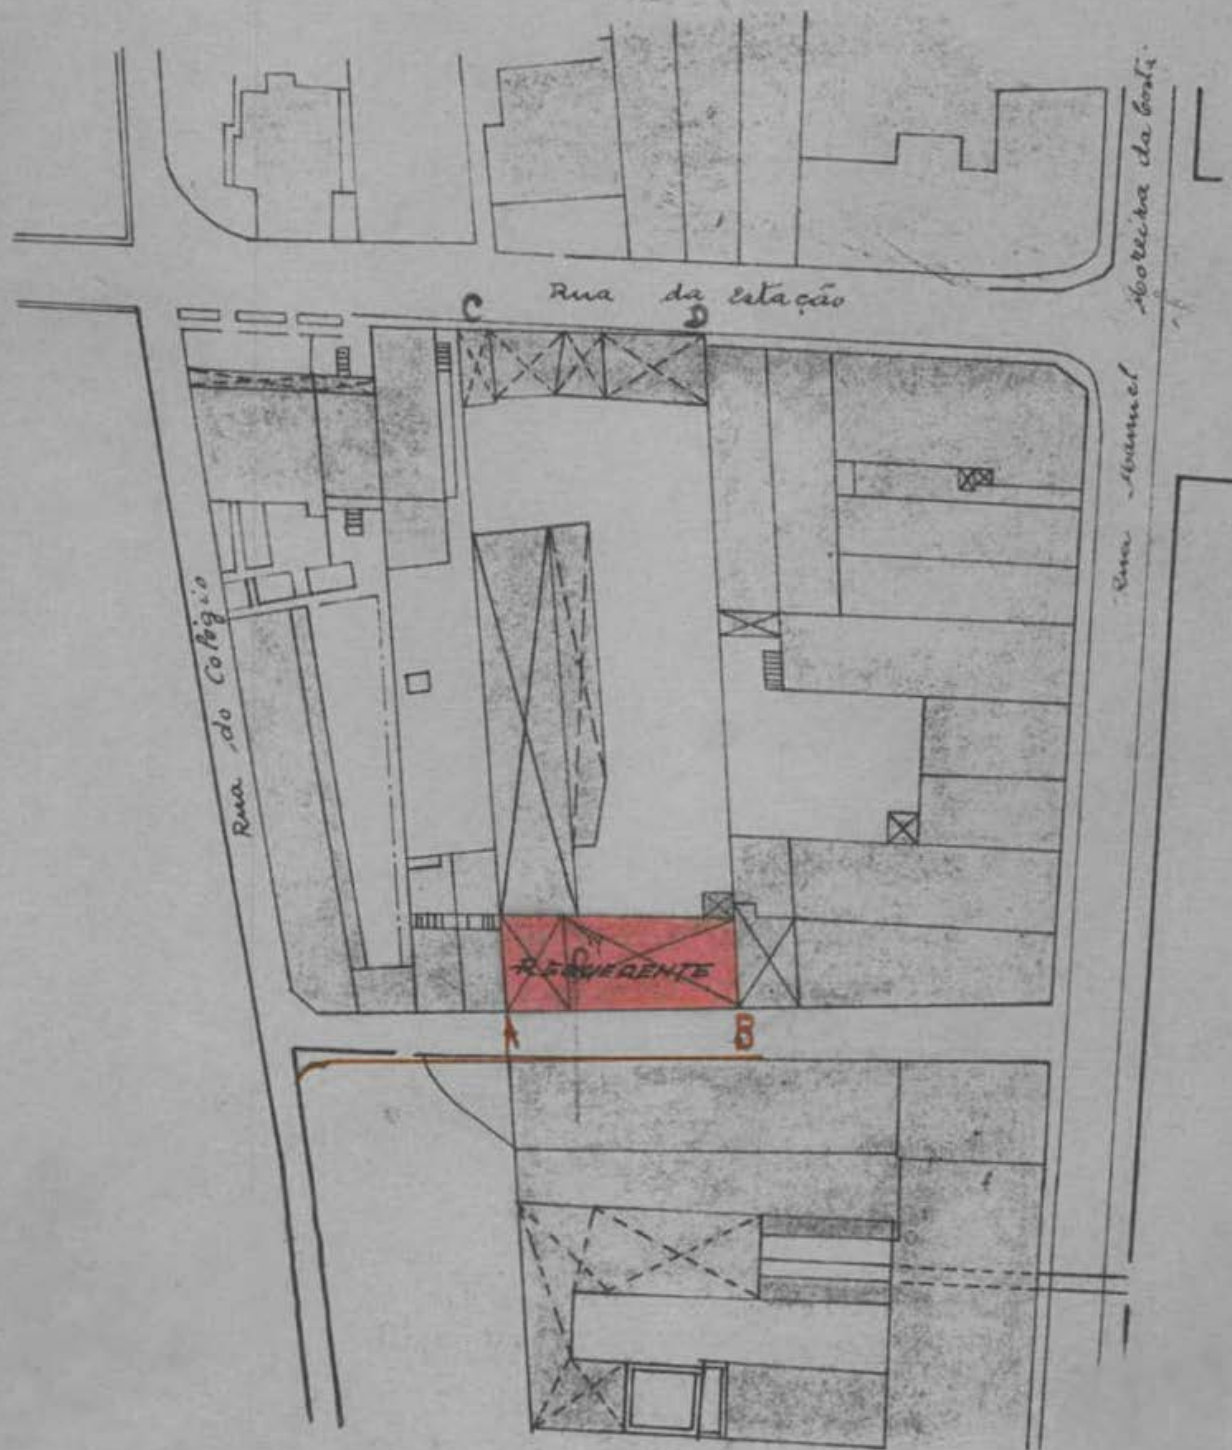 Rua da Estação
C
D
Rua Manuel Moreira da Costa
Rua do Colégio
REQUERENTE
A
B